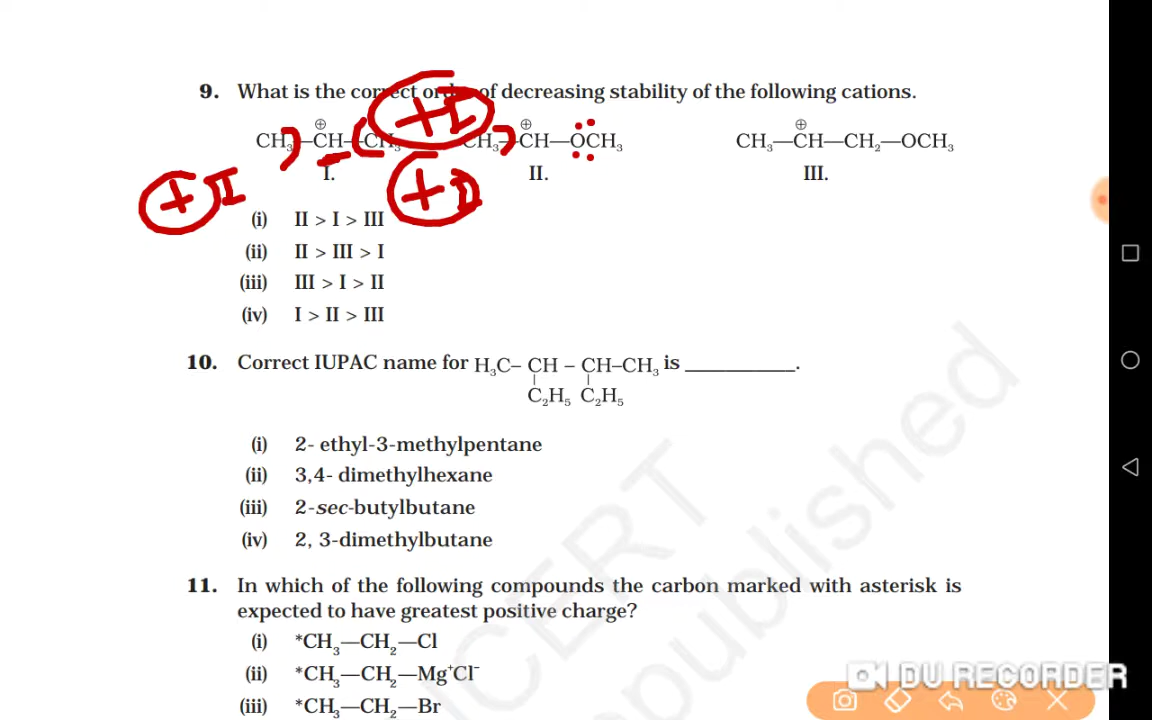 9. What is the correct order of decreasing stability of the following cations.
CH₃—CH⊕—CH₃ CH₃—CH⊕—OCH₃ CH₃—CH⊕—CH₂—OCH₃
+I
I. II. III.
+I +I
(i) II > I > III
(ii) II > III > I
(iii) III > I > II
(iv) I > II > III
10. Correct IUPAC name for H₃C– CH – CH–CH₃ is ___________.
C₂H₅ C₂H₅
(i) 2- ethyl-3-methylpentane
(ii) 3,4- dimethylhexane
(iii) 2-sec-butylbutane
(iv) 2, 3-dimethylbutane
11. In which of the following compounds the carbon marked with asterisk is
expected to have greatest positive charge?
(i) *CH₃—CH₂—Cl
(ii) *CH₃—CH₂—Mg⁺Cl⁻
(iii) *CH₃—CH₂—Br
NCERT
republished
DU RECORDER